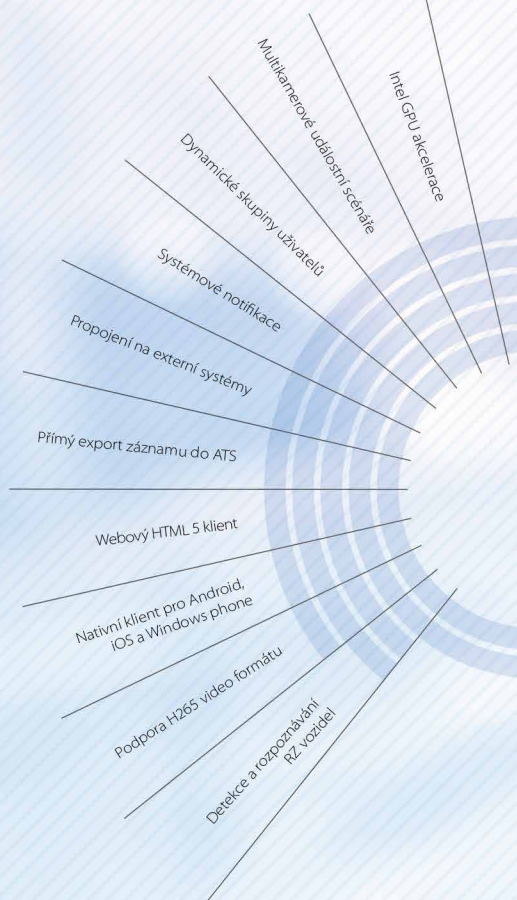 Intel GPU akcelerace
Multikamerové událostní scénáře
Dynamické skupiny uživatelů
Systémové notifikace
Propojení na externí systémy
Přímý export záznamu do ATS
Webový HTML 5 klient
Nativní klient pro Android,
iOS a Windows phone
Podpora H265 video formátu
Detekce a rozpoznávání
RZ vozidel